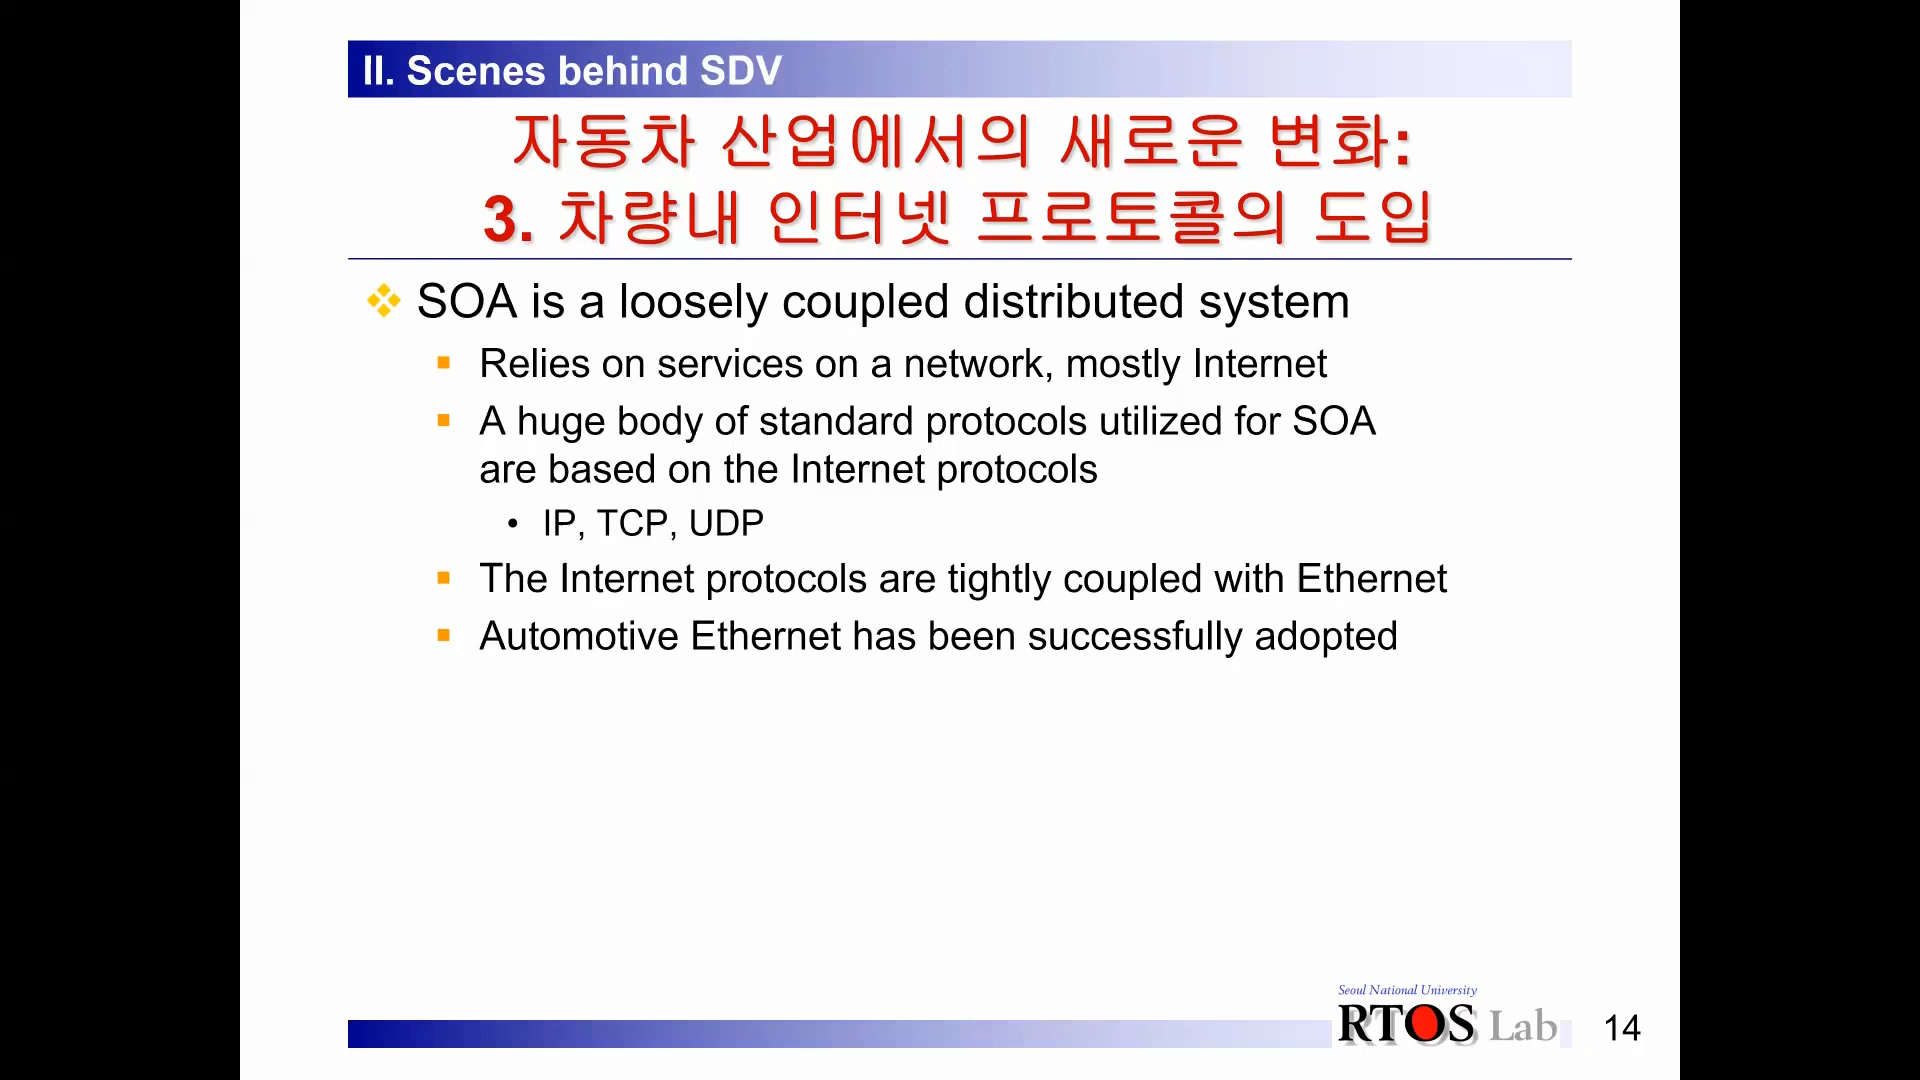 II. Scenes behind SDV
자동차 산업에서의 새로운 변화:
3. 차량내 인터넷 프로토콜의 도입
SOA is a loosely coupled distributed system
Relies on services on a network, mostly Internet
A huge body of standard protocols utilized for SOA
are based on the Internet protocols
• IP, TCP, UDP
The Internet protocols are tightly coupled with Ethernet
Automotive Ethernet has been successfully adopted
Seoul National University
RTOS Lab
14